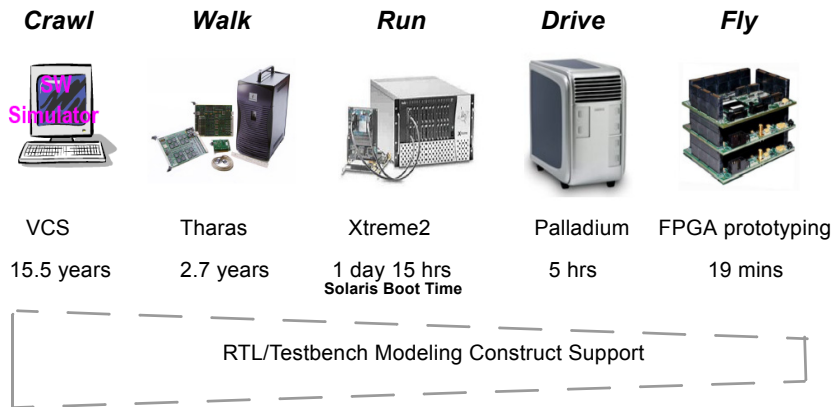 Crawl Walk Run Drive Fly
SW
Simulator
VCS Tharas Xtreme2 Palladium FPGA prototyping
15.5 years 2.7 years 1 day 15 hrs 5 hrs 19 mins
Solaris Boot Time
RTL/Testbench Modeling Construct Support